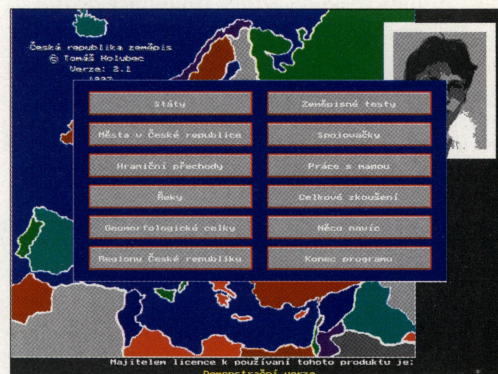 Česká republika zeměpis
© Tomáš Holubec
Verze: 2.1
1997
Státy
Zeměpisné testy
Města v České republice
Spojovačky
Hraniční přechody
Práce s mapou
Řeky
Celkové zkoušení
Geomorfologické celky
Něco navíc
Regiony České republiky
Konec programu
Majitelem licence k používání tohoto produktu je:
Demonstrační verze